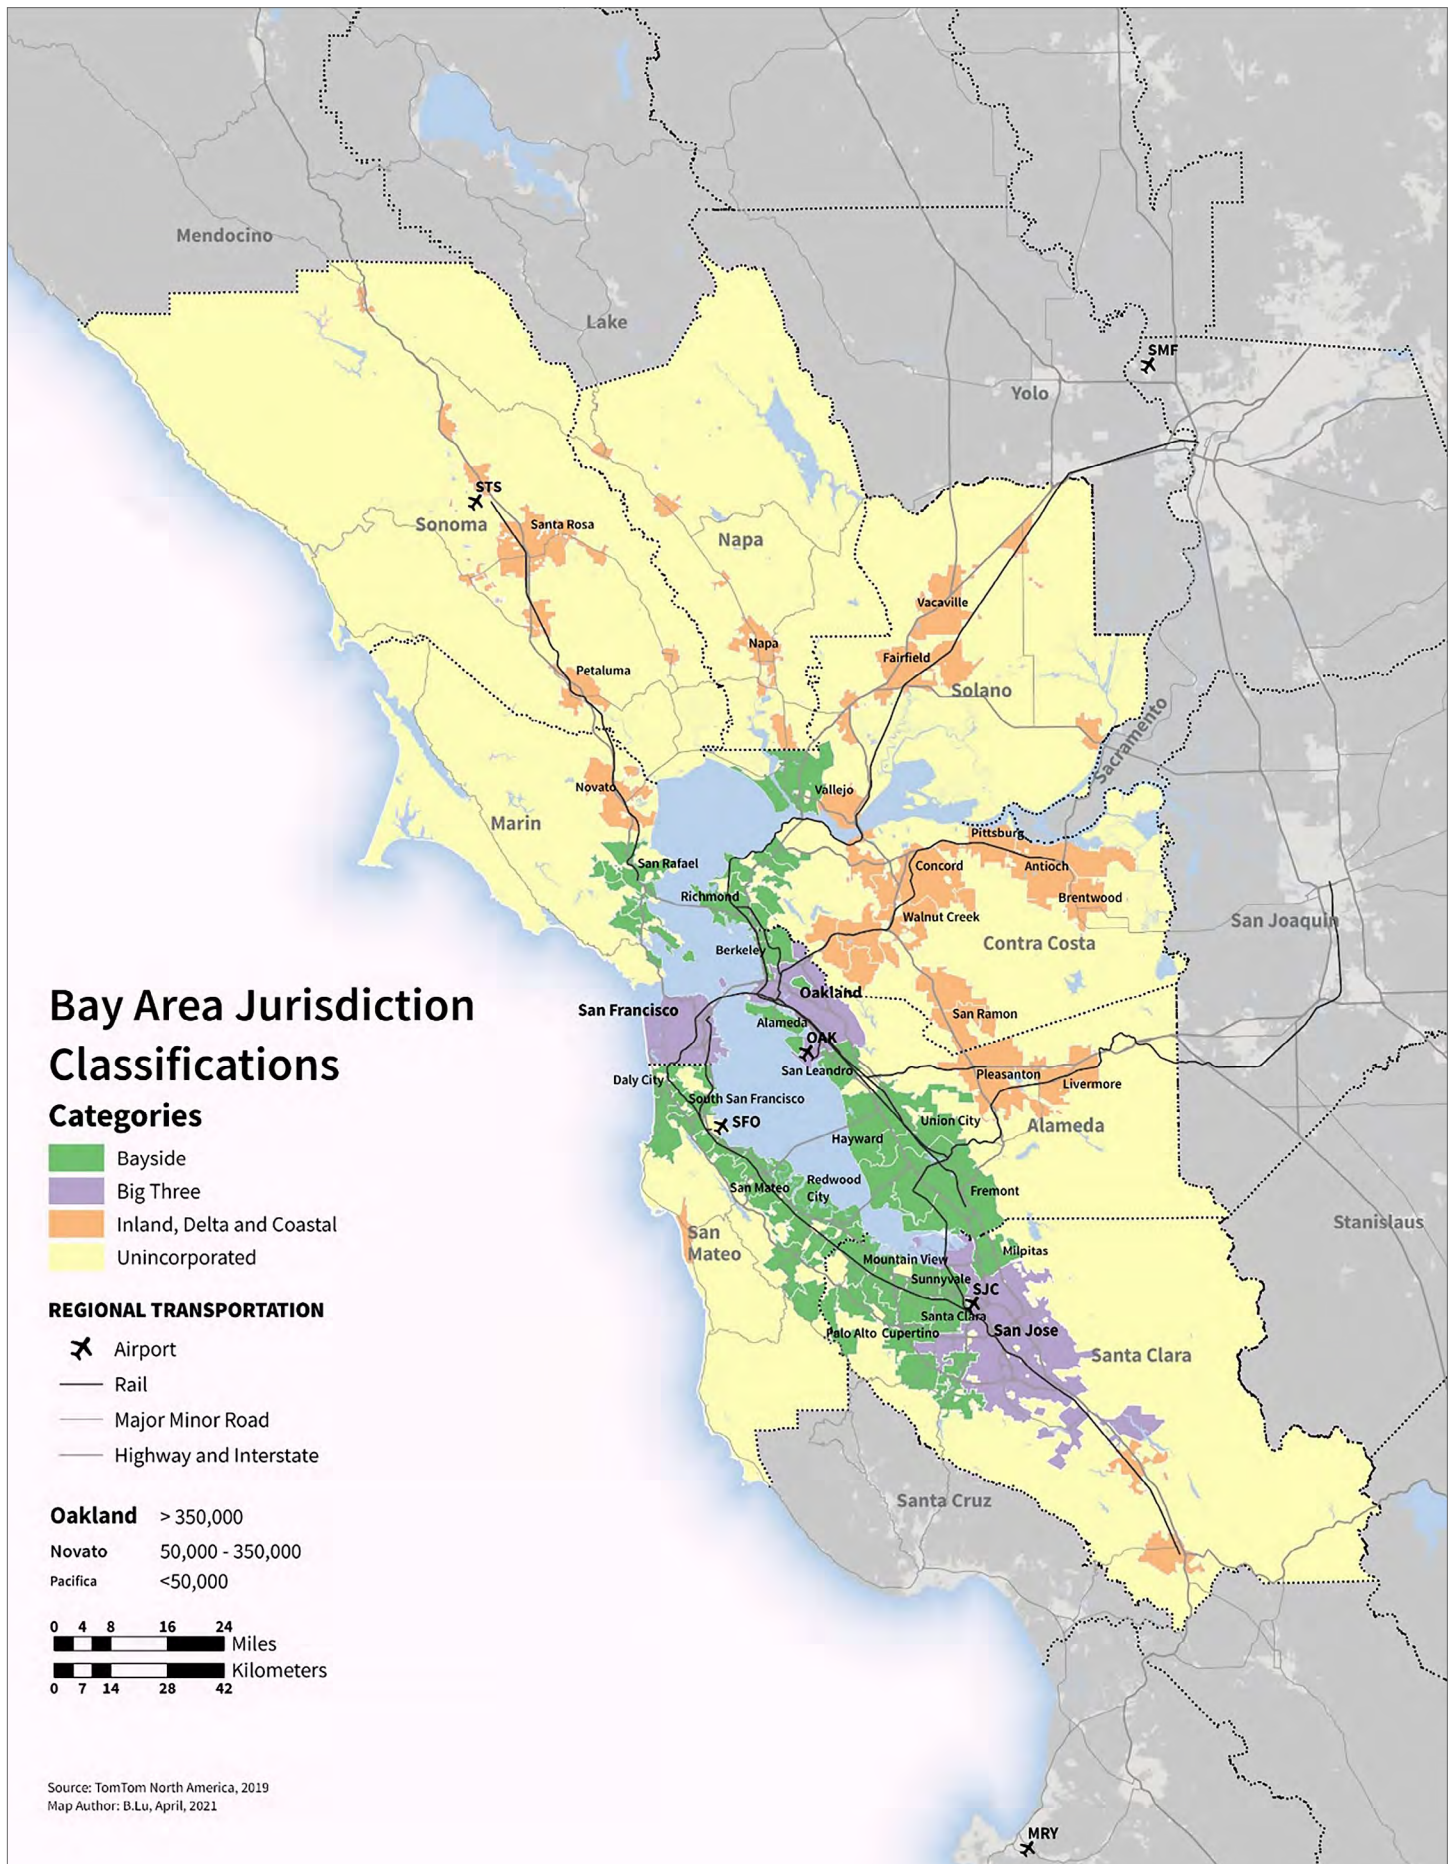 Mendocino
Lake
SMF
Yolo
STS
Sonoma
Santa Rosa
Napa
Vacaville
Napa
Fairfield
Petaluma
Solano
Sacramento
Novato
Vallejo
Marin
Pittsburg
San Rafael
Concord
Antioch
Richmond
Brentwood
Walnut Creek
San Joaquin
Contra Costa
Berkeley
Oakland
San Francisco
San Ramon
Alameda
OAK
San Leandro
Pleasanton
Daly City
Livermore
South San Francisco
SFO
Union City
Alameda
Hayward
Redwood
City
San Mateo
Fremont
Stanislaus
San
Mateo
Milpitas
Mountain View
Sunnyvale
SJC
Santa Clara
San Jose
Palo Alto
Cupertino
Santa Clara
Santa Cruz
MRY
Bay Area Jurisdiction
Classifications
Categories
Bayside
Big Three
Inland, Delta and Coastal
Unincorporated
REGIONAL TRANSPORTATION
Airport
Rail
Major Minor Road
Highway and Interstate
Oakland > 350,000
Novato 50,000 - 350,000
Pacifica <50,000
0 4 8 16 24
Miles
Kilometers
0 7 14 28 42
Source: TomTom North America, 2019
Map Author: B.Lu, April, 2021